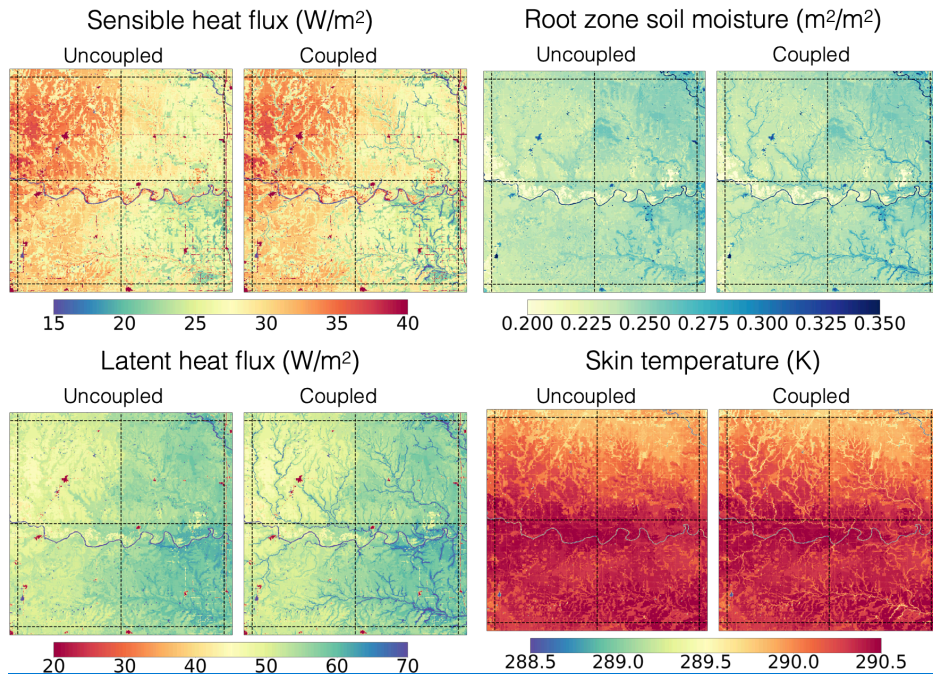 Sensible heat flux (W/m²)
Uncoupled Coupled
15 20 25 30 35 40
Root zone soil moisture (m²/m²)
Uncoupled Coupled
0.200 0.225 0.250 0.275 0.300 0.325 0.350
Latent heat flux (W/m²)
Uncoupled Coupled
20 30 40 50 60 70
Skin temperature (K)
Uncoupled Coupled
288.5 289.0 289.5 290.0 290.5